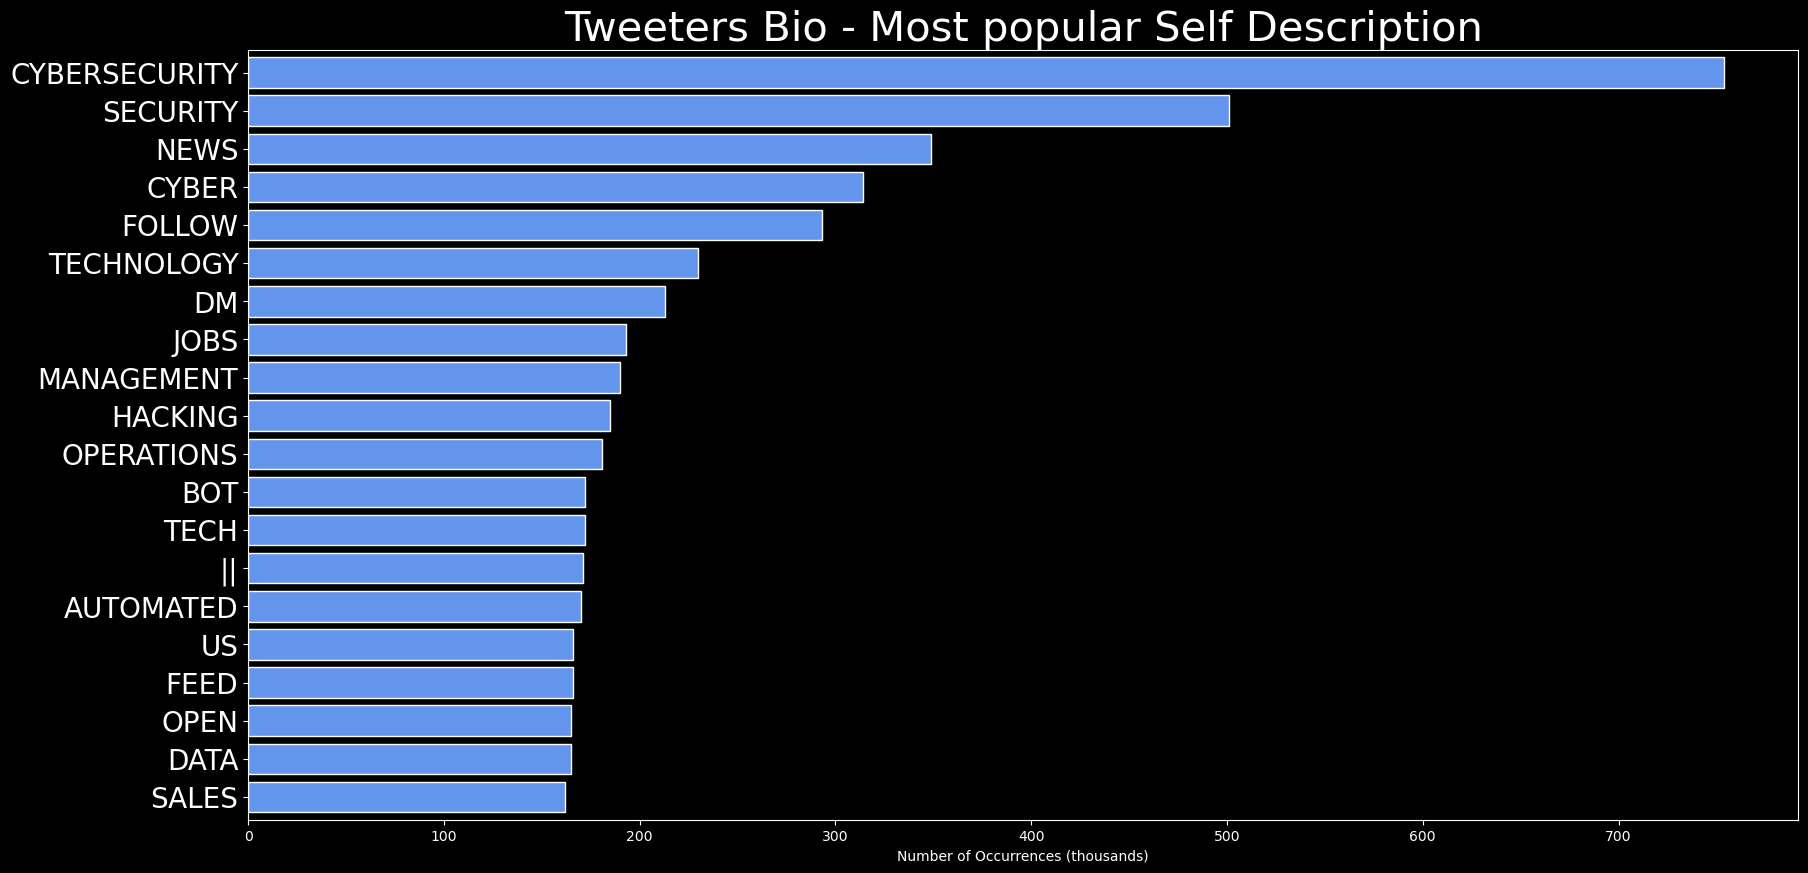 Tweeters Bio - Most popular Self Description
CYBERSECURITY
SECURITY
NEWS
CYBER
FOLLOW
TECHNOLOGY
DM
JOBS
MANAGEMENT
HACKING
OPERATIONS
BOT
TECH
||
AUTOMATED
US
FEED
OPEN
DATA
SALES
0 100 200 300 400 500 600 700
Number of Occurrences (thousands)